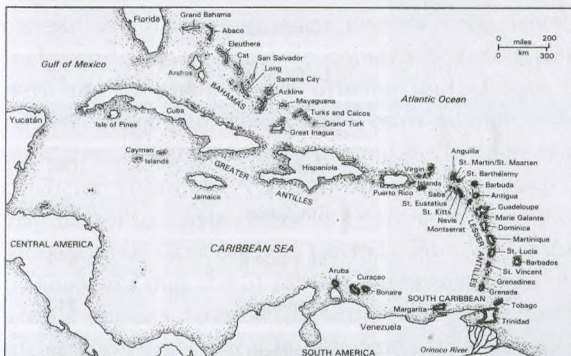 Florida
Grand Bahama
Abaco
Eleuthera
Cat
San Salvador
Long
Samana Cay
Acklins
Mayaguana
Turks and Caicos
Grand Turk
Great Inagua
Andros
BAHAMAS
Gulf of Mexico
Atlantic Ocean
0 miles 200
0 km 300
Yucatán
Cuba
Isle of Pines
Cayman
Islands
GREATER
ANTILLES
Jamaica
Hispaniola
Puerto Rico
Virgin
Islands
Anguilla
St. Martin/St. Maarten
St. Barthélemy
Saba
St. Eustatius
St. Kitts
Nevis
Montserrat
Barbuda
Antigua
Guadeloupe
Marie Galante
Dominica
Martinique
St. Lucia
Barbados
St. Vincent
Grenadines
Grenada
LESSER ANTILLES
CENTRAL AMERICA
CARIBBEAN SEA
Aruba
Curaçao
Bonaire
SOUTH CARIBBEAN
Margarita
Tobago
Trinidad
Venezuela
Orinoco River
SOUTH AMERICA